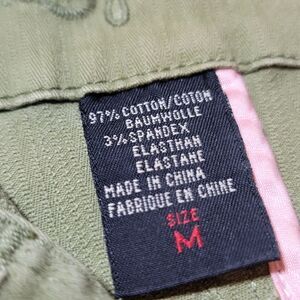 97% COTTON/COTON
BAUMWOLLE
3% SPANDEX
ELASTHAN
ELASTANE
MADE IN CHINA
FABRIQUE EN CHINE
SIZE
M